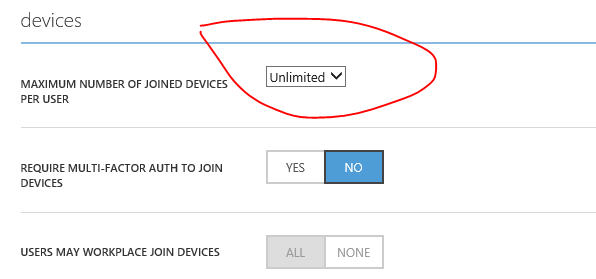 devices
MAXIMUM NUMBER OF JOINED DEVICES
PER USER
Unlimited
REQUIRE MULTI-FACTOR AUTH TO JOIN
DEVICES
YES
NO
USERS MAY WORKPLACE JOIN DEVICES
ALL
NONE